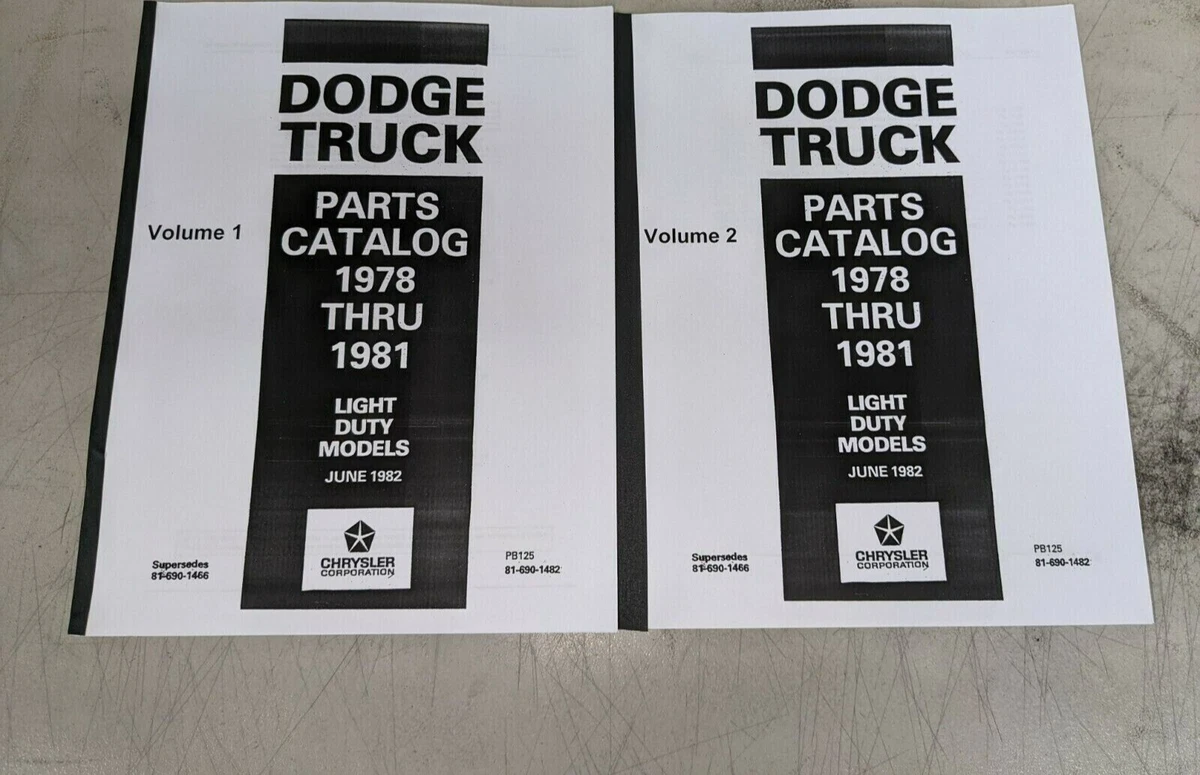 DODGE
TRUCK
Volume 1
PARTS
CATALOG
1978
THRU
1981
LIGHT
DUTY
MODELS
JUNE 1982
CHRYSLER
CORPORATION
Supersedes
81-690-1466
PB125
81-690-1482
DODGE
TRUCK
Volume 2
PARTS
CATALOG
1978
THRU
1981
LIGHT
DUTY
MODELS
JUNE 1982
CHRYSLER
CORPORATION
Supersedes
81-690-1466
PB125
81-690-1482